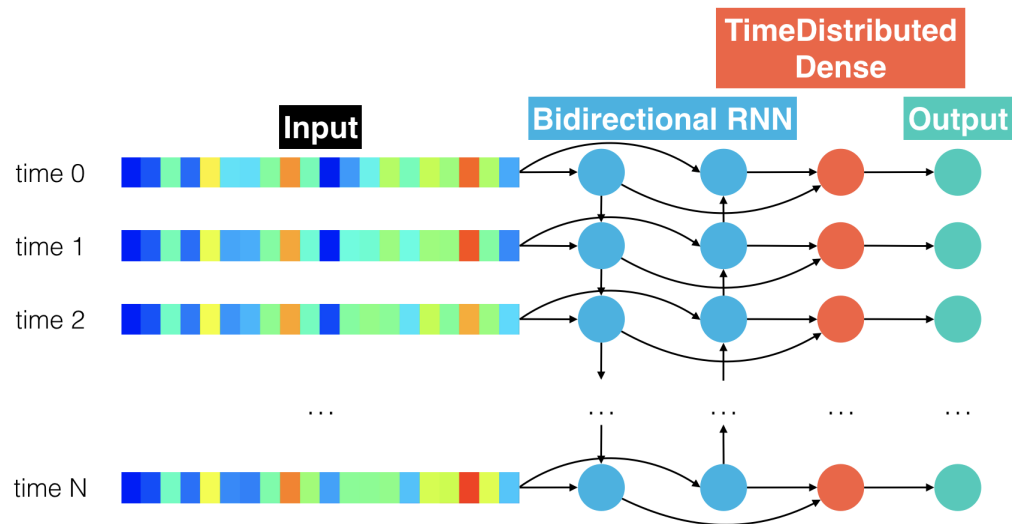 TimeDistributed
Dense
Input
Bidirectional RNN
Output
time 0
time 1
time 2
... ... ... ... ...
time N